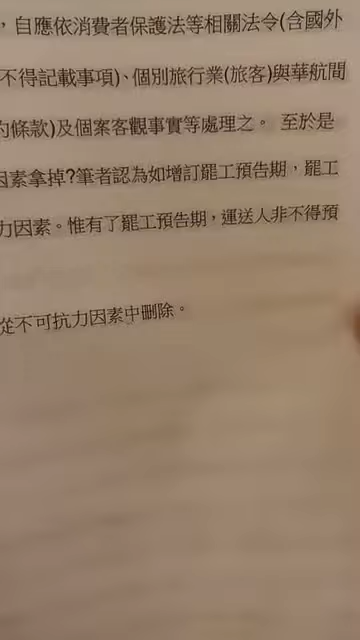 ，自應依消費者保護法等相關法令(含國外
不得記載事項)、個別旅行業(旅客)與華航間
約條款)及個案客觀事實等處理之。 至於是
因素拿掉?筆者認為如增訂罷工預告期，罷工
力因素。惟有了罷工預告期，運送人非不得預
從不可抗力因素中刪除。